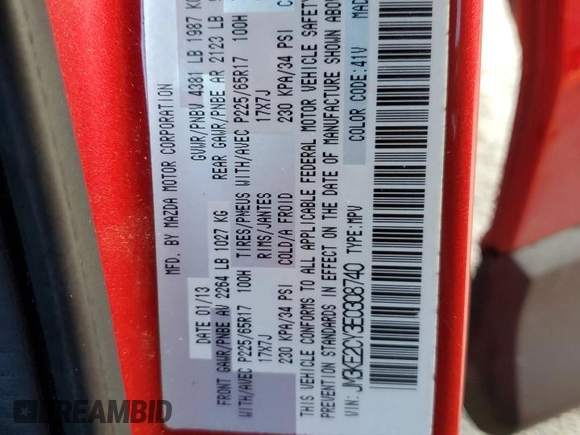 MFD. BY MAZDA MOTOR CORPORATION
DATE 01/13 GVWR/PNBV 4381 LB 1987 KG
FRONT GAWR/PNBE AV 2264 LB 1027 KG REAR GAWR/PNBE AR 2123 LB
WITH/AVEC P225/65R17 100H TIRES/PNEUS WITH/AVEC P225/65R17 100H
17X7J RIMS/JANTES 17X7J
230 KPA/34 PSI COLD/A FROID 230 KPA/34 PSI
THIS VEHICLE CONFORMS TO ALL APPLICABLE FEDERAL MOTOR VEHICLE SAFETY
PREVENTION STANDARDS IN EFFECT ON THE DATE OF MANUFACTURE SHOWN ABOVE
VIN: JM3KE2CY3E0308740 TYPE:MPV COLOR CODE:41V MAD
DREAMBID